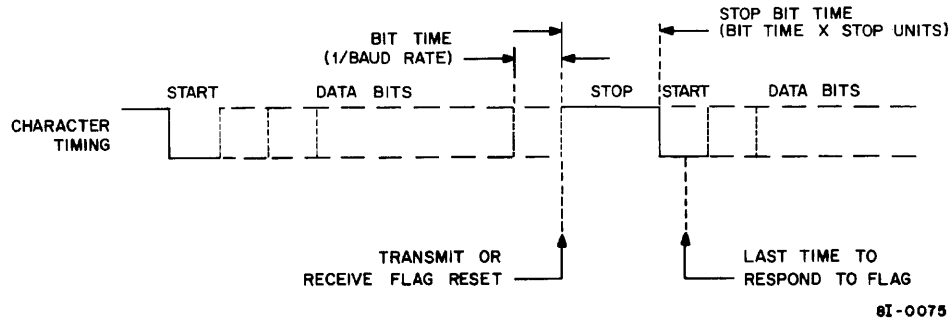 BIT TIME
(1/BAUD RATE)
STOP BIT TIME
(BIT TIME X STOP UNITS)
START
DATA BITS
STOP
START
DATA BITS
CHARACTER
TIMING
TRANSMIT OR
RECEIVE FLAG RESET
LAST TIME TO
RESPOND TO FLAG
8I-0075